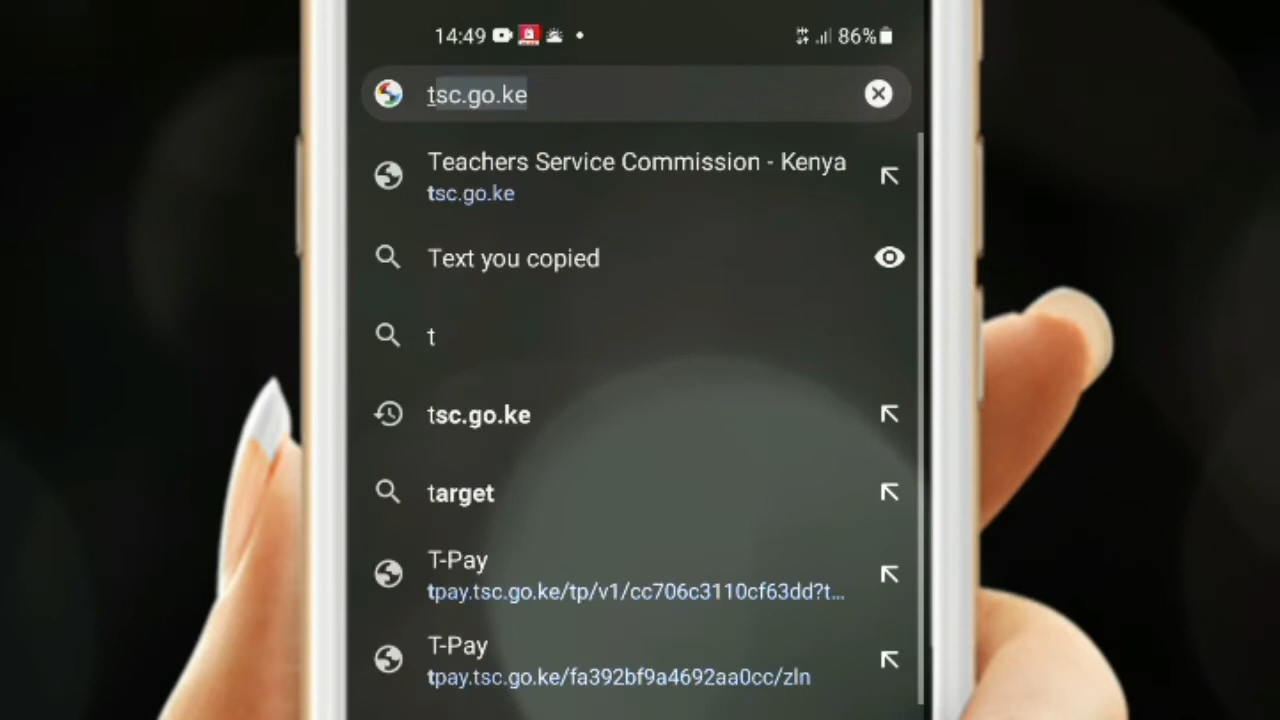 14:49
86%
tsc.go.ke
Teachers Service Commission - Kenya
tsc.go.ke
Text you copied
t
tsc.go.ke
target
T-Pay
tpay.tsc.go.ke/tp/v1/cc706c3110cf63dd?t...
T-Pay
tpay.tsc.go.ke/fa392bf9a4692aa0cc/zln